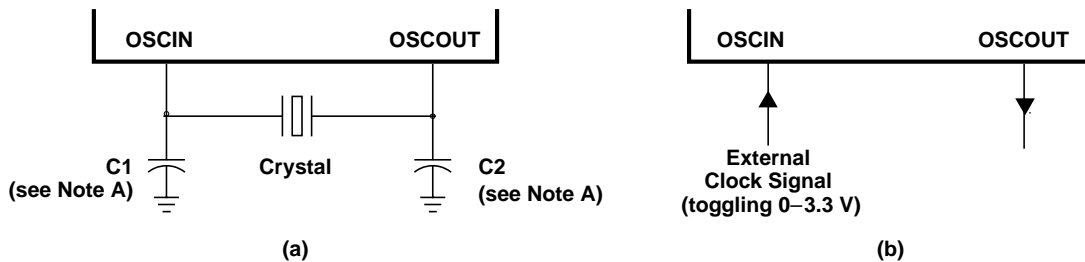 OSCIN
OSCOUT
C1
(see Note A)
Crystal
C2
(see Note A)
(a)
OSCIN
OSCOUT
External
Clock Signal
(toggling 0–3.3 V)
(b)